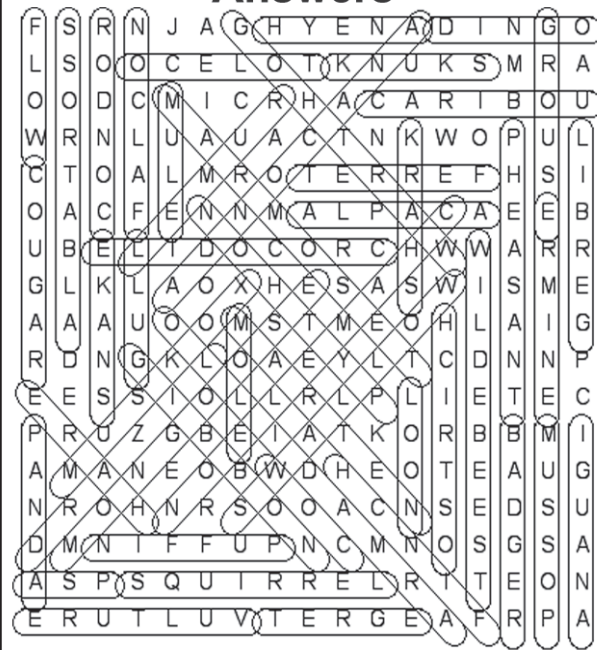 Answers
F S R N J A G H Y E N A D I N G O
L S O O C E L O T K N U K S M R A
O O D C M I C R H A C A R I B O U
W R N L U A U A C T N K W O P U L
C T O A L M R O T E R R E F H S I
O A C F E N N M A L P A C A E E B
U B E L I D O C O R C H W W A R R
G L K L A O X H E S A S W I S M E
A A A U O O M S T M E O H L A I G
R D N G K L O A E Y L T C D N N P
E E S S I O L L R L P L I E T E C
P R U Z G B E I A T K O R B B M I
A M A N E O B W D H E O T E A U G
N R O H N R S O O A C N S E D S U
D M N I F F U P N C M N O S G S A
A S P S Q U I R R E L R I T E O N
E R U T L U V T E R G E A F R P A